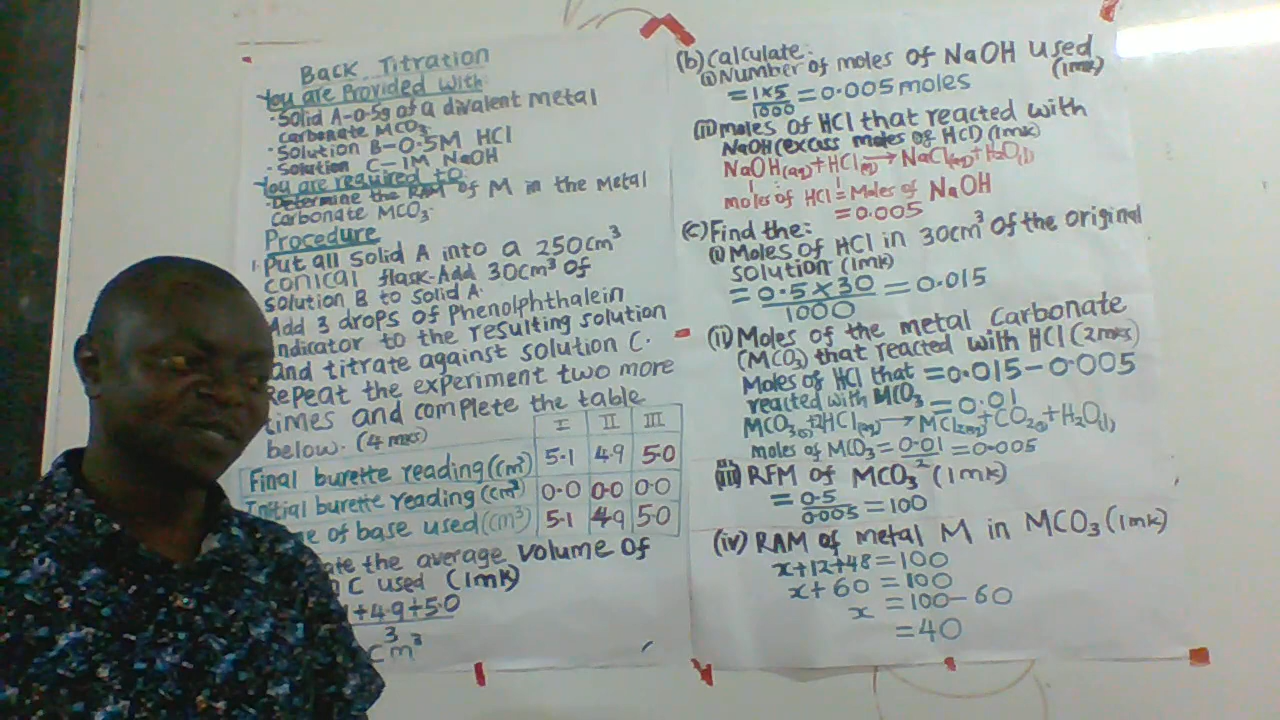 Back Titration
You are Provided with:
·Solid A-0.5g of a divalent metal
carbonate MCO3
·Solution B-0.5M HCl
·Solution C-1M NaOH
You are required to:
Determine the RAM of M in the Metal
Carbonate MCO3.
Procedure
1. Put all Solid A into a 250cm³
conical flask. Add 30cm³ of
solution B to Solid A.
Add 3 drops of Phenolphthalein
indicator to the resulting solution
and titrate against solution C.
Repeat the experiment two more
times and complete the table
below. (4 mks)
I II III
Final burette reading (cm³) 5.1 4.9 5.0
Initial burette reading (cm³) 0.0 0.0 0.0
of base used (cm³) 5.1 4.9 5.0
the average volume of
C used (1mk)
+4.9+5.0
3
cm³
(b) Calculate:
(i) Number of moles of NaOH used
(1mk)
= 1x5
1000 = 0.005 moles
(ii) moles of HCl that reacted with
NaOH (excess moles of HCl) (1mk)
NaOH(aq) + HCl(aq) → NaCl(aq) + H2O(l)
1 : 1
moles of HCl = Moles of NaOH
= 0.005
(c) Find the:
(i) Moles of HCl in 30cm³ of the original
solution (1mk)
= 0.5 x 30 = 0.015
1000
(ii) Moles of the metal carbonate
(MCO3) that reacted with HCl (2mks)
Moles of HCl that = 0.015 - 0.005
reacted with MCO3 = 0.01
MCO3(s) + 2HCl(aq) → MCl2(aq) + CO2(g) + H2O(l)
moles of MCO3 = 0.01 = 0.005
2
(iii) RFM of MCO3 (1mk)
= 0.5 = 100
0.005
(iv) RAM of metal M in MCO3 (1mk)
x+12+48 = 100
x + 60 = 100
x = 100 - 60
= 40